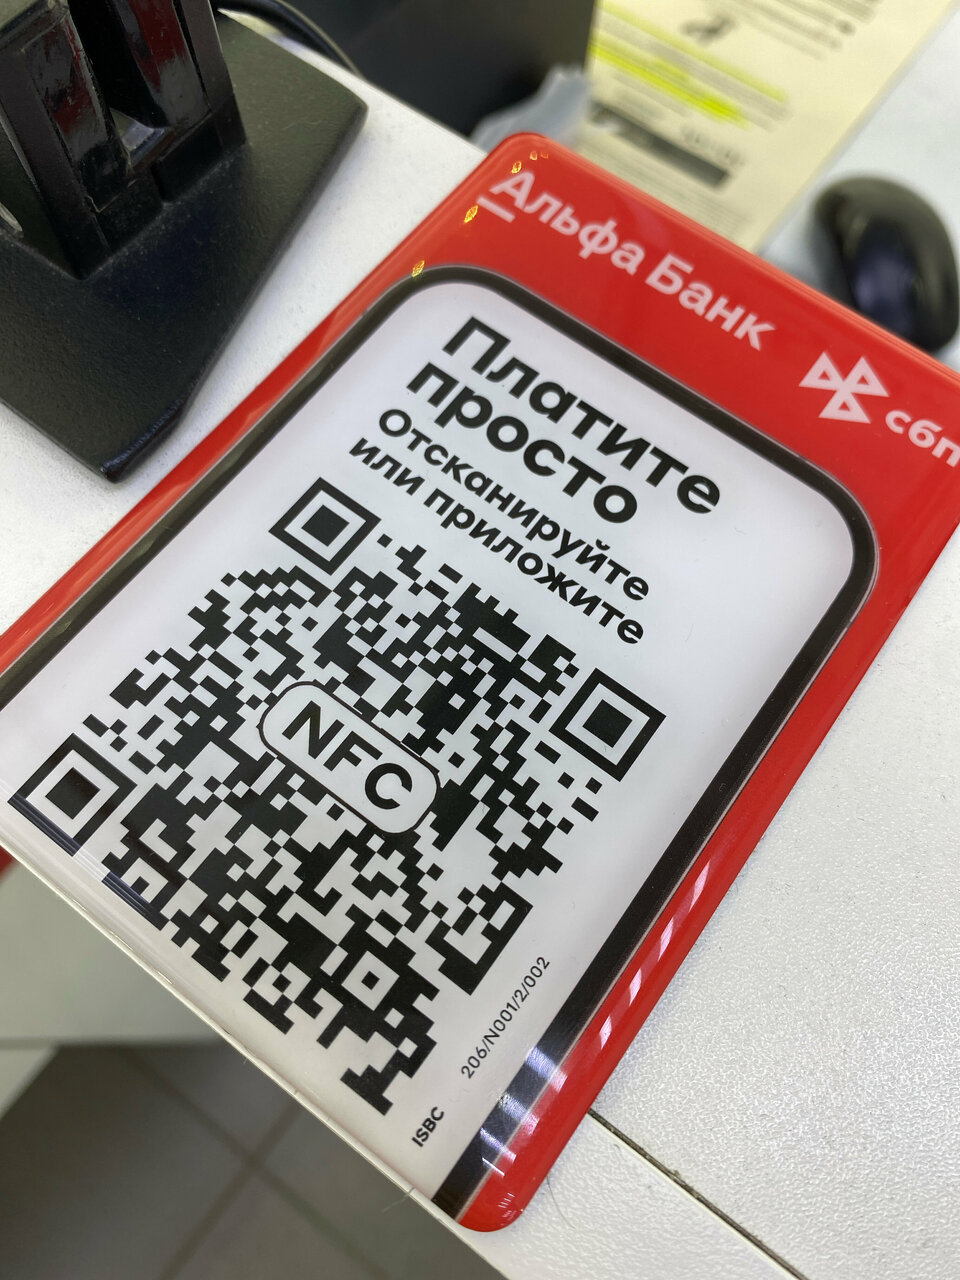 Альфа Банк
сбп
Платите
просто
Отсканируйте
или приложите
NFC
206/N001/2/002
ISBC